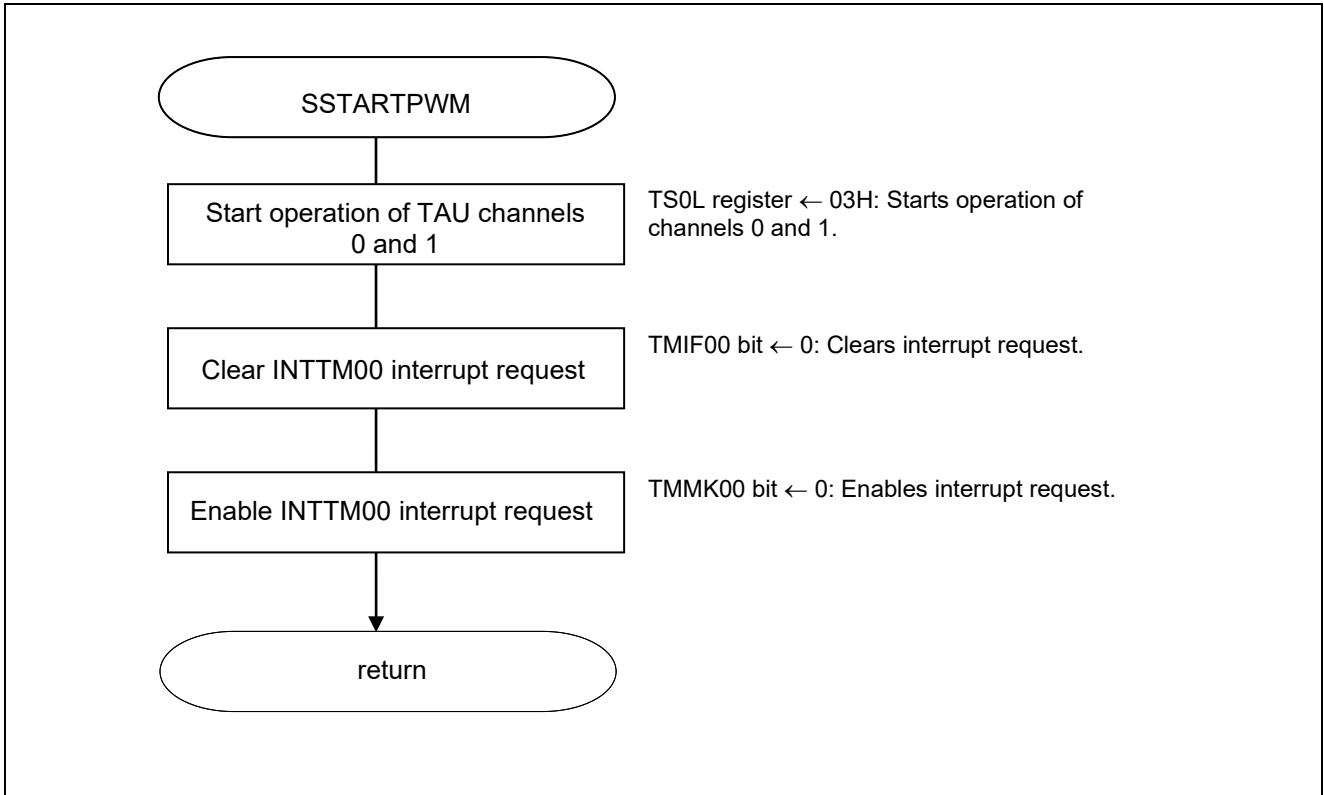 SSTARTPWM
Start operation of TAU channels
0 and 1
TS0L register ← 03H: Starts operation of
channels 0 and 1.
Clear INTTM00 interrupt request
TMIF00 bit ← 0: Clears interrupt request.
Enable INTTM00 interrupt request
TMMK00 bit ← 0: Enables interrupt request.
return